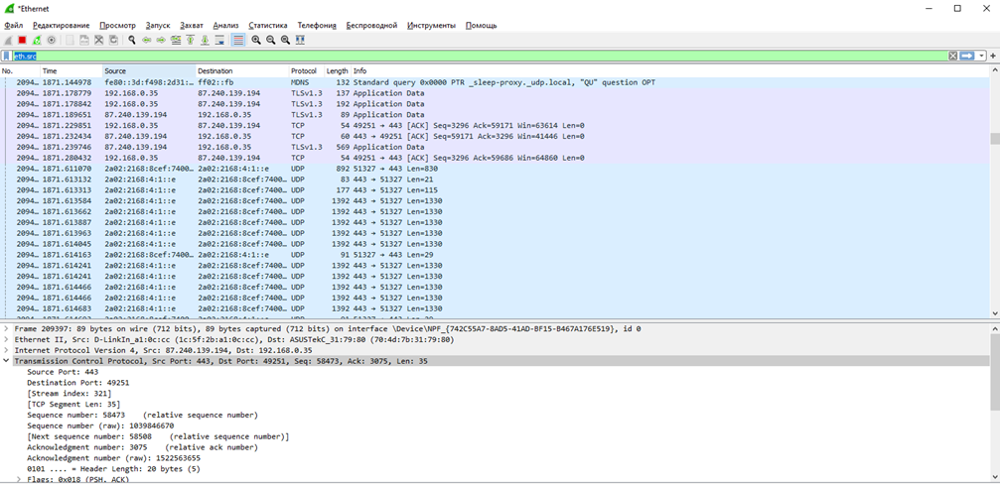 *Ethernet
Файл Редактирование Просмотр Запуск Захват Анализ Статистика Телефония Беспроводной Инструменты Помощь
eth.src
No. Time Source Destination Protocol Length Info
2094… 1871.144978 fe80::3d:f498:2d31:… ff02::fb MDNS 132 Standard query 0x0000 PTR _sleep-proxy._udp.local, "QU" question OPT
2094… 1871.178779 192.168.0.35 87.240.139.194 TLSv1.3 137 Application Data
2094… 1871.178842 192.168.0.35 87.240.139.194 TLSv1.3 192 Application Data
2094… 1871.189651 87.240.139.194 192.168.0.35 TLSv1.3 89 Application Data
2094… 1871.229851 192.168.0.35 87.240.139.194 TCP 54 49251 → 443 [ACK] Seq=3296 Ack=59171 Win=63614 Len=0
2094… 1871.232434 87.240.139.194 192.168.0.35 TCP 60 443 → 49251 [ACK] Seq=59171 Ack=3296 Win=41446 Len=0
2094… 1871.239746 87.240.139.194 192.168.0.35 TLSv1.3 569 Application Data
2094… 1871.280432 192.168.0.35 87.240.139.194 TCP 54 49251 → 443 [ACK] Seq=3296 Ack=59686 Win=64860 Len=0
2094… 1871.611070 2a02:2168:8cef:7400… 2a02:2168:4:1::e UDP 892 51327 → 443 Len=830
2094… 1871.613132 2a02:2168:4:1::e 2a02:2168:8cef:7400… UDP 83 443 → 51327 Len=21
2094… 1871.613313 2a02:2168:4:1::e 2a02:2168:8cef:7400… UDP 177 443 → 51327 Len=115
2094… 1871.613584 2a02:2168:4:1::e 2a02:2168:8cef:7400… UDP 1392 443 → 51327 Len=1330
2094… 1871.613662 2a02:2168:4:1::e 2a02:2168:8cef:7400… UDP 1392 443 → 51327 Len=1330
2094… 1871.613887 2a02:2168:4:1::e 2a02:2168:8cef:7400… UDP 1392 443 → 51327 Len=1330
2094… 1871.613963 2a02:2168:4:1::e 2a02:2168:8cef:7400… UDP 1392 443 → 51327 Len=1330
2094… 1871.614045 2a02:2168:4:1::e 2a02:2168:8cef:7400… UDP 1392 443 → 51327 Len=1330
2094… 1871.614163 2a02:2168:8cef:7400… 2a02:2168:4:1::e UDP 91 51327 → 443 Len=29
2094… 1871.614241 2a02:2168:4:1::e 2a02:2168:8cef:7400… UDP 1392 443 → 51327 Len=1330
2094… 1871.614241 2a02:2168:4:1::e 2a02:2168:8cef:7400… UDP 1392 443 → 51327 Len=1330
2094… 1871.614466 2a02:2168:4:1::e 2a02:2168:8cef:7400… UDP 1392 443 → 51327 Len=1330
2094… 1871.614466 2a02:2168:4:1::e 2a02:2168:8cef:7400… UDP 1392 443 → 51327 Len=1330
2094… 1871.614683 2a02:2168:4:1::e 2a02:2168:8cef:7400… UDP 1392 443 → 51327 Len=1330
Frame 209397: 89 bytes on wire (712 bits), 89 bytes captured (712 bits) on interface \Device\NPF_{742C55A7-8AD5-41AD-BF15-B467A176E519}, id 0
Ethernet II, Src: D-LinkIn_a1:0c:cc (1c:5f:2b:a1:0c:cc), Dst: ASUSTekC_31:79:80 (70:4d:7b:31:79:80)
Internet Protocol Version 4, Src: 87.240.139.194, Dst: 192.168.0.35
Transmission Control Protocol, Src Port: 443, Dst Port: 49251, Seq: 58473, Ack: 3075, Len: 35
Source Port: 443
Destination Port: 49251
[Stream index: 321]
[TCP Segment Len: 35]
Sequence number: 58473 (relative sequence number)
Sequence number (raw): 1039846670
[Next sequence number: 58508 (relative sequence number)]
Acknowledgment number: 3075 (relative ack number)
Acknowledgment number (raw): 1522563655
0101 .... = Header Length: 20 bytes (5)
Flags: 0x018 (PSH, ACK)